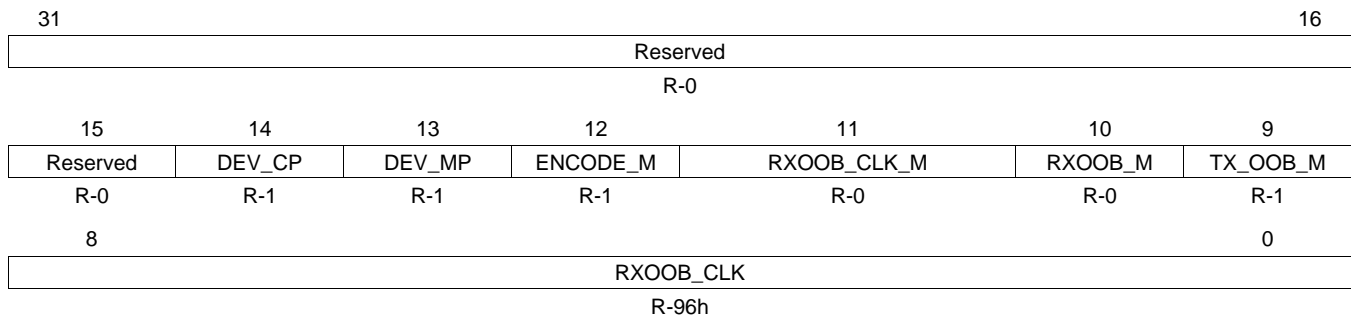 31 16
Reserved
R-0
15 14 13 12 11 10 9
Reserved DEV_CP DEV_MP ENCODE_M RXOOB_CLK_M RXOOB_M TX_OOB_M
R-0 R-1 R-1 R-1 R-0 R-0 R-1
8 0
RXOOB_CLK
R-96h